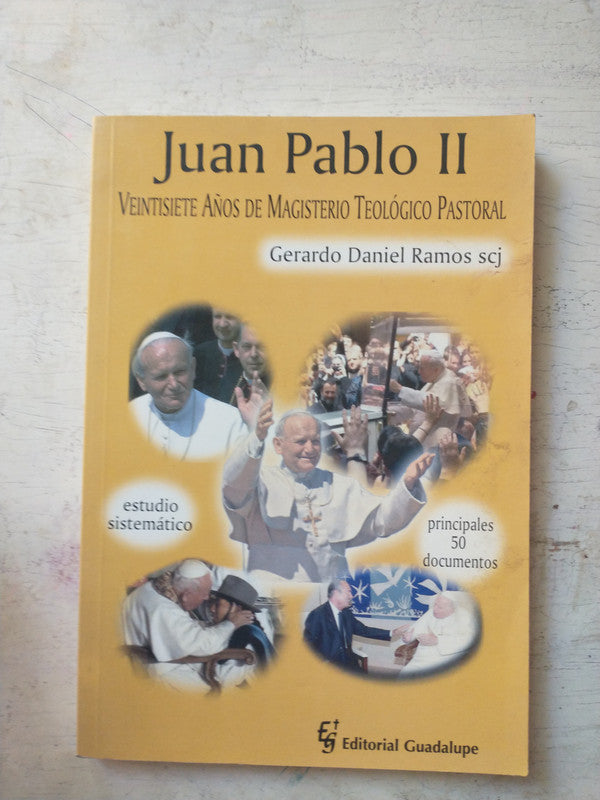 Juan Pablo II
VEINTISIETE AÑOS DE MAGISTERIO TEOLÓGICO PASTORAL
Gerardo Daniel Ramos scj
estudio
sistemático
principales
50
documentos
EG Editorial Guadalupe